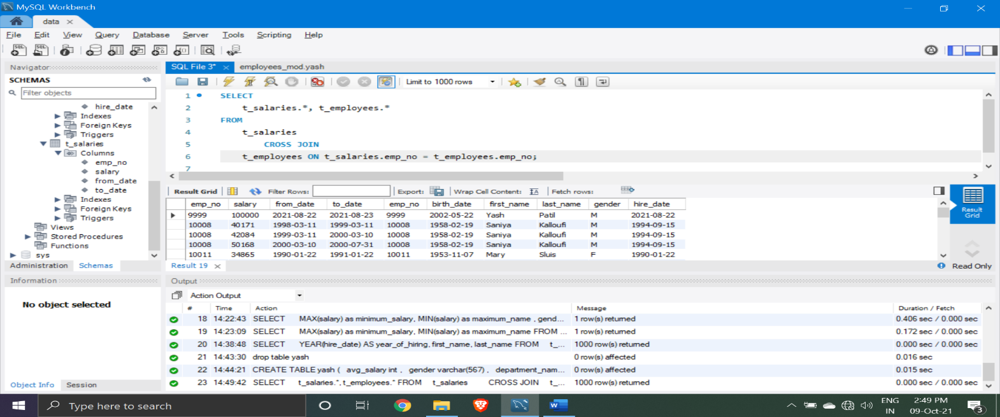 MySQL Workbench
data
File Edit View Query Database Server Tools Scripting Help
Navigator
SCHEMAS
Filter objects
hire_date
Indexes
Foreign Keys
Triggers
t_salaries
Columns
emp_no
salary
from_date
to_date
Indexes
Foreign Keys
Triggers
Views
Stored Procedures
Functions
sys
Administration Schemas
Information
No object selected
Object Info Session
SQL File 3* employees_mod.yash
Limit to 1000 rows
1 SELECT
2 t_salaries.*, t_employees.*
3 FROM
4 t_salaries
5 CROSS JOIN
6 t_employees ON t_salaries.emp_no = t_employees.emp_no;
7
Result Grid Filter Rows: Export: Wrap Cell Content: Fetch rows:
emp_no salary from_date to_date emp_no birth_date first_name last_name gender hire_date
9999 100000 2021-08-22 2021-08-23 9999 2002-05-22 Yash Patil M 2021-08-22
10008 40171 1998-03-11 1999-03-11 10008 1958-02-19 Saniya Kalloufi M 1994-09-15
10008 42084 1999-03-11 2000-03-10 10008 1958-02-19 Saniya Kalloufi M 1994-09-15
10008 50168 2000-03-10 2000-07-31 10008 1958-02-19 Saniya Kalloufi M 1994-09-15
10011 34865 1990-01-22 1991-01-22 10011 1953-11-07 Mary Sluis F 1990-01-22
Result Grid
Result 19
Read Only
Output
Action Output
# Time Action Message Duration / Fetch
18 14:22:43 SELECT MAX(salary) as minimum_salary, MIN(salary) as maximum_name , gend... 1 row(s) returned 0.406 sec / 0.000 sec
19 14:23:09 SELECT MAX(salary) as minimum_salary, MIN(salary) as maximum_name FROM ... 1 row(s) returned 0.172 sec / 0.000 sec
20 14:38:48 SELECT YEAR(hire_date) AS year_of_hiring, first_name, last_name FROM t_... 1000 row(s) returned 0.000 sec / 0.000 sec
21 14:43:30 drop table yash 0 row(s) affected 0.016 sec
22 14:44:21 CREATE TABLE yash ( avg_salary int , gender varchar(567) , department_nam... 0 row(s) affected 0.015 sec
23 14:49:42 SELECT t_salaries.*, t_employees.* FROM t_salaries CROSS JOIN t_... 1000 row(s) returned 0.000 sec / 0.000 sec
Type here to search
ENG
IN
2:49 PM
09-Oct-21
3